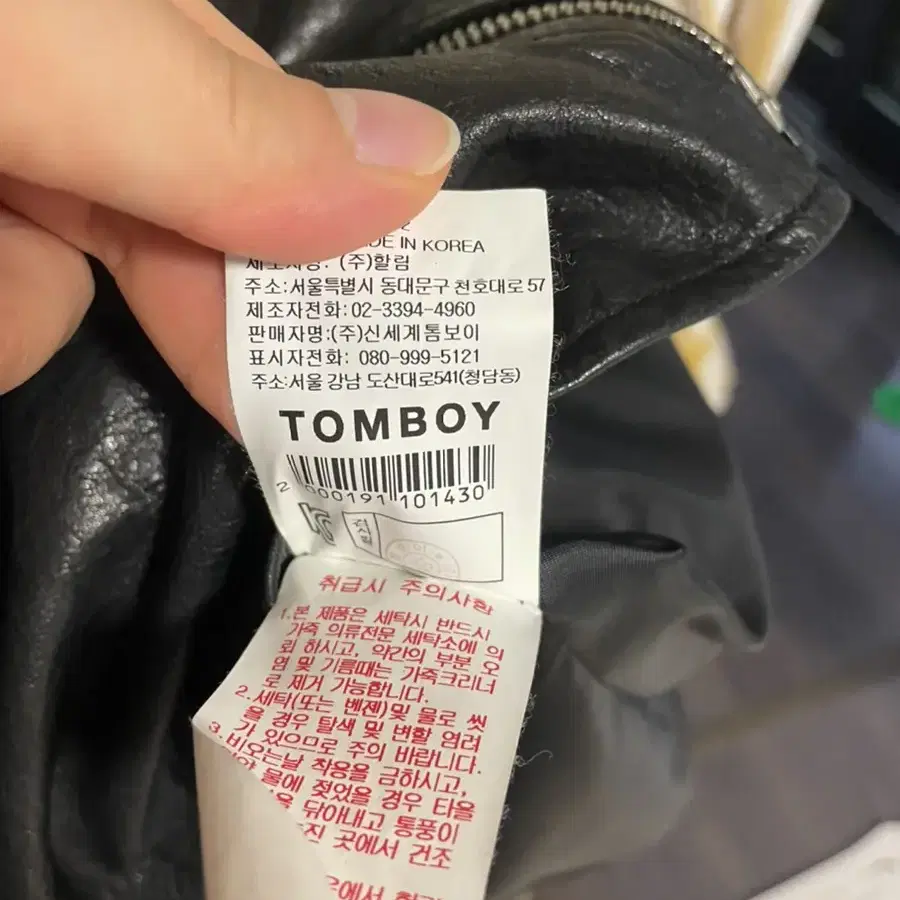 DE IN KOREA
제조자명: (주)할림
주소:서울특별시 동대문구 천호대로 57
제조자전화:02-3394-4960
판매자명:(주)신세계톰보이
표시자전화: 080-999-5121
주소:서울 강남 도산대로541(청담동)
TOMBOY
2 000191 101430
검사필
취급시 주의사항
1.본 제품은 세탁시 반드시
가죽 의류전문 세탁소에 의
뢰 하시고, 약간의 부분 오
염 및 기름때는 가죽크리너
로 제거 가능합니다.
2.세탁(또는 벤젠)및 물로 씻
을 경우 탈색 및 변할 염려
가 있으므로 주의 바랍니다.
3.비오는날 착용을 금하시고,
물에 젖었을 경우 타올
닦아내고 통풍이
진 곳에서 건조